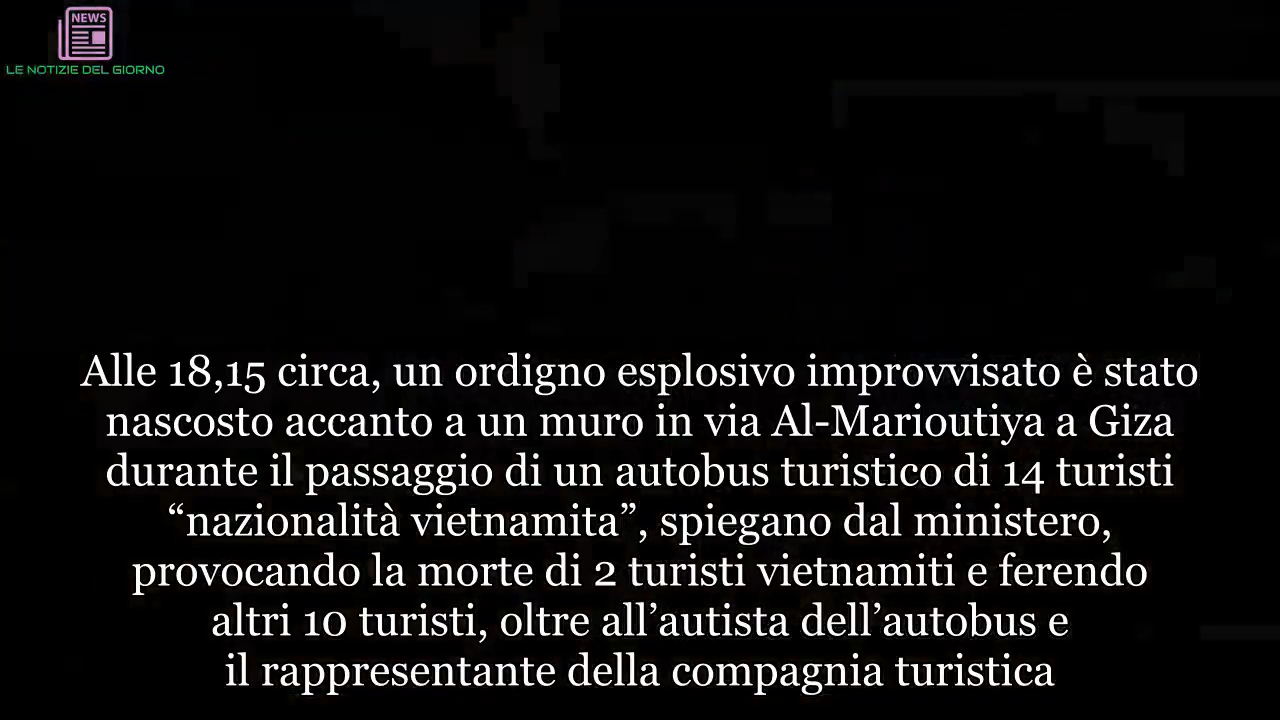 NEWS
LE NOTIZIE DEL GIORNO
Alle 18,15 circa, un ordigno esplosivo improvvisato è stato
nascosto accanto a un muro in via Al-Marioutiya a Giza
durante il passaggio di un autobus turistico di 14 turisti
“nazionalità vietnamita”, spiegano dal ministero,
provocando la morte di 2 turisti vietnamiti e ferendo
altri 10 turisti, oltre all’autista dell’autobus e
il rappresentante della compagnia turistica